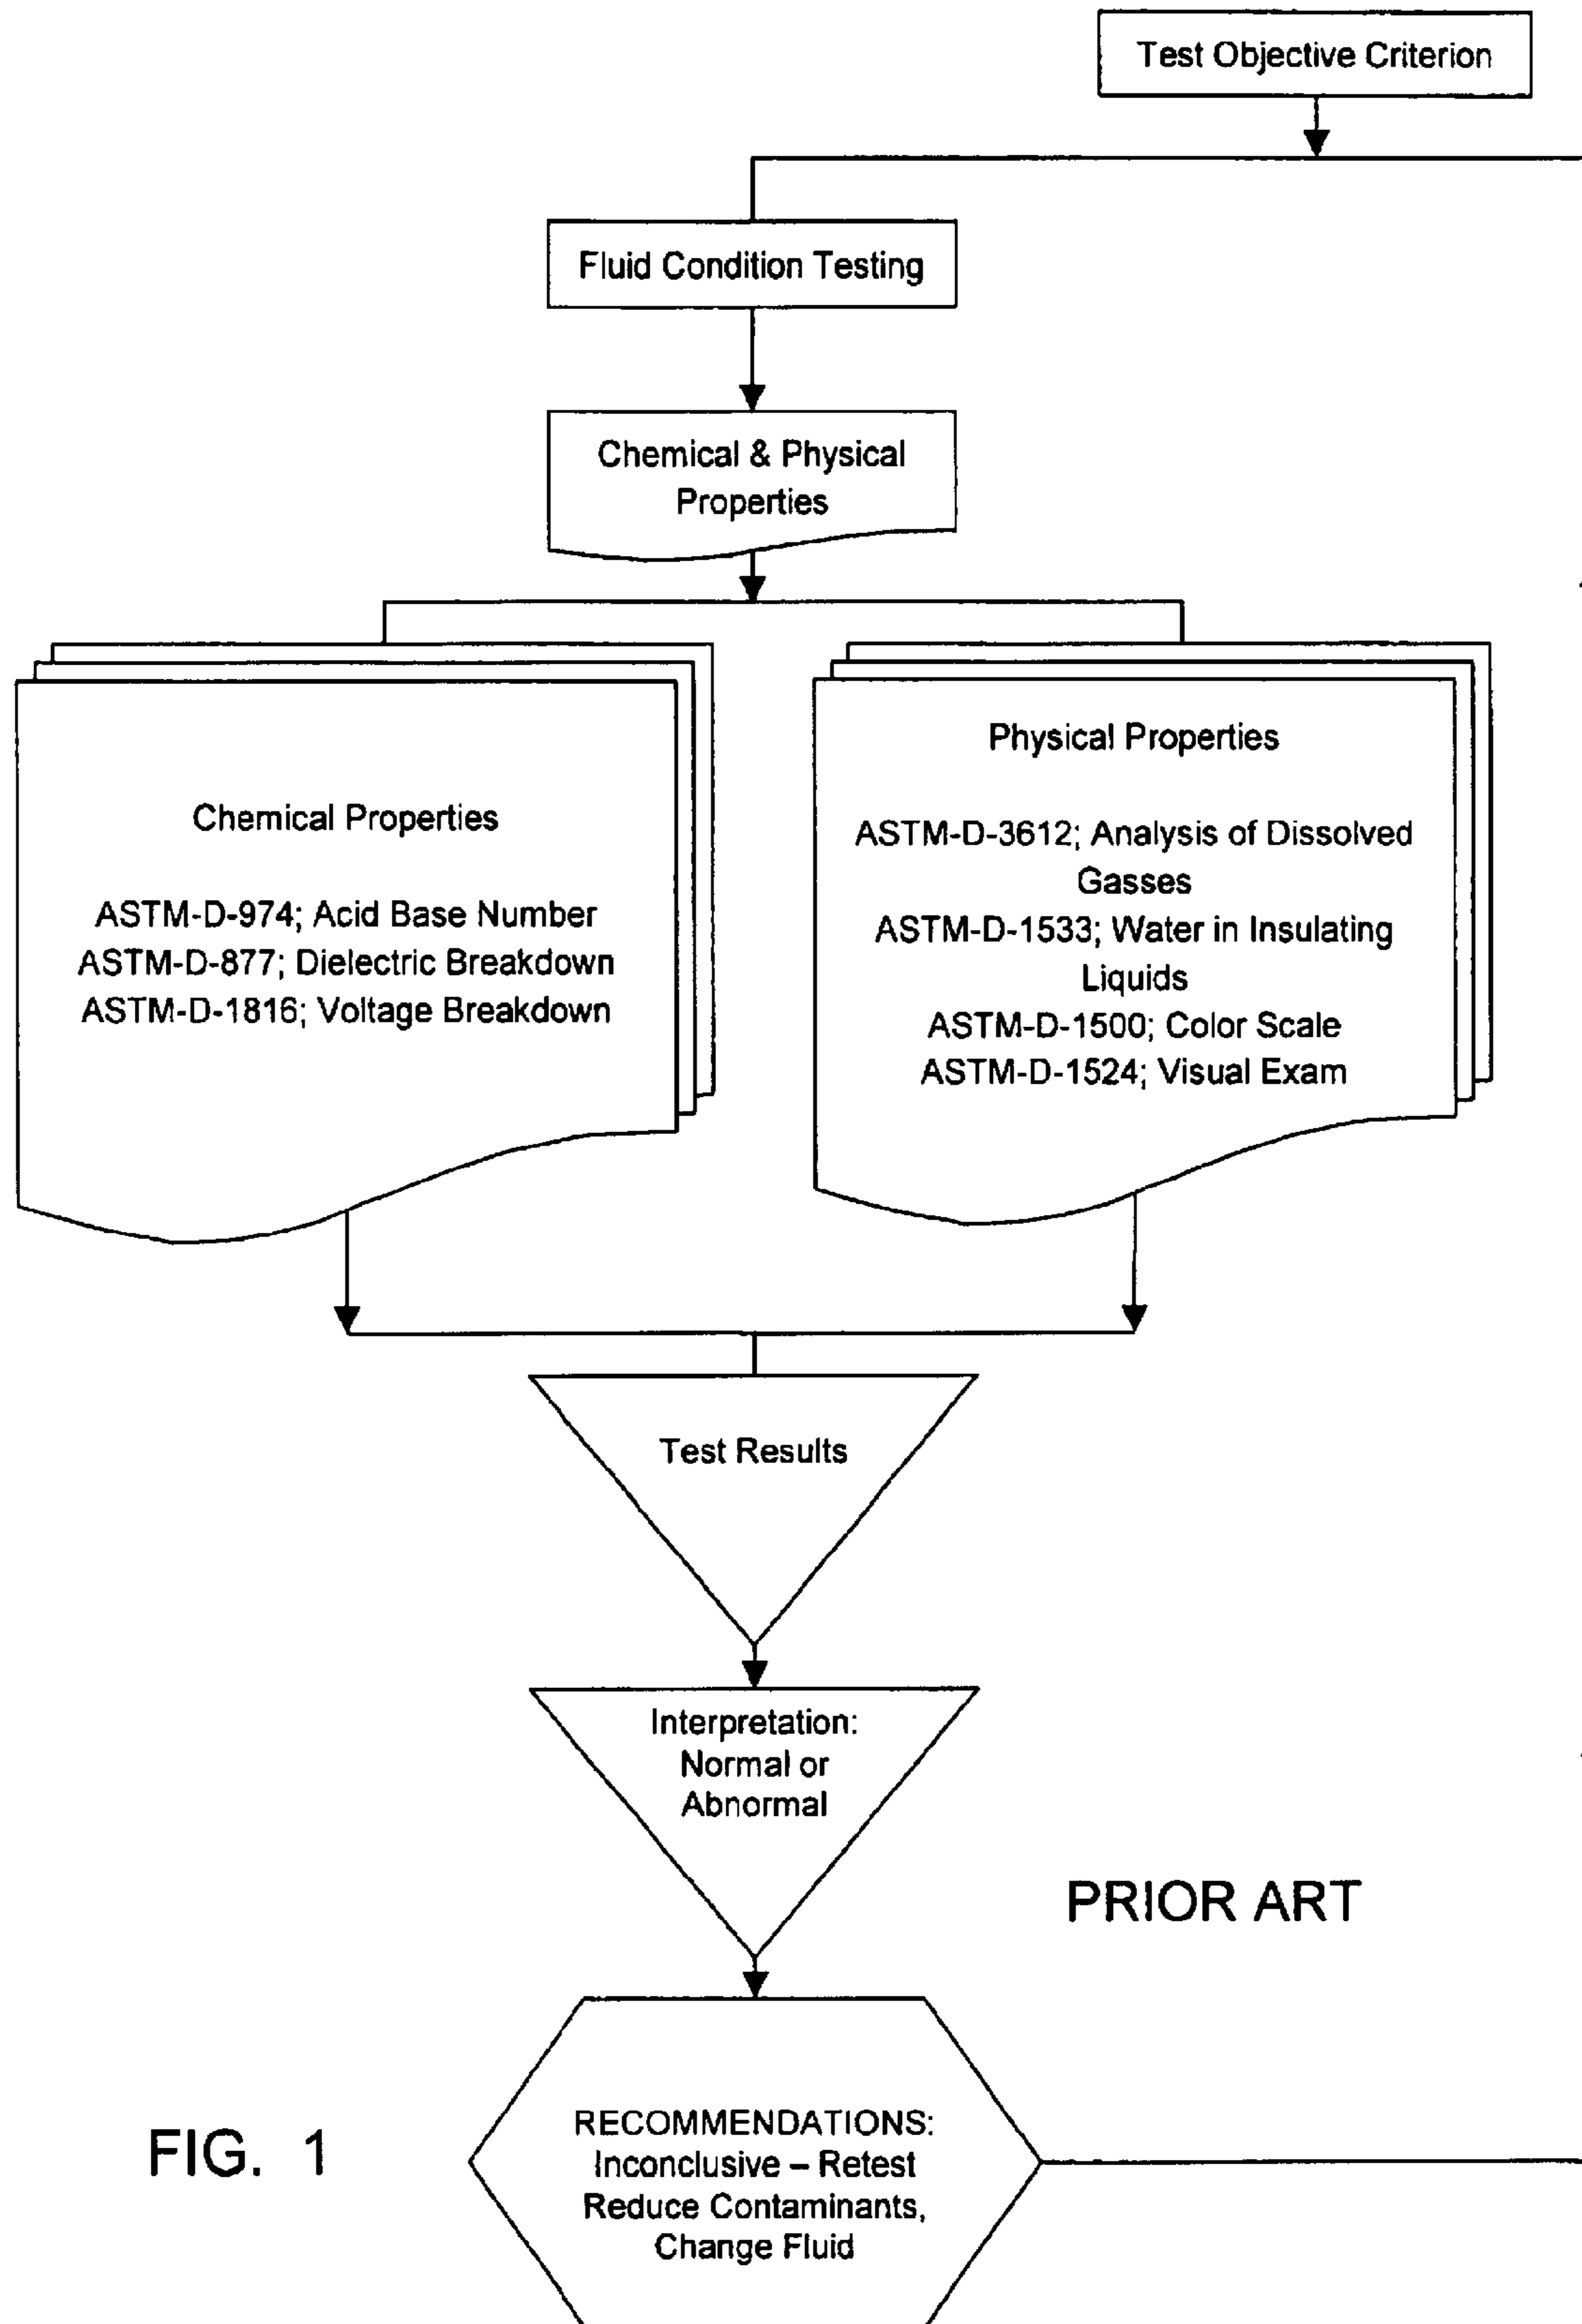 Test Objective Criterion
Fluid Condition Testing
Chemical & Physical
Properties
Chemical Properties
ASTM-D-974; Acid Base Number
ASTM-D-877; Dielectric Breakdown
ASTM-D-1816; Voltage Breakdown
Physical Properties
ASTM-D-3612; Analysis of Dissolved
Gasses
ASTM-D-1533; Water in Insulating
Liquids
ASTM-D-1500; Color Scale
ASTM-D-1524; Visual Exam
Test Results
Interpretation:
Normal or
Abnormal
PRIOR ART
RECOMMENDATIONS:
Inconclusive – Retest
Reduce Contaminants,
Change Fluid
FIG. 1